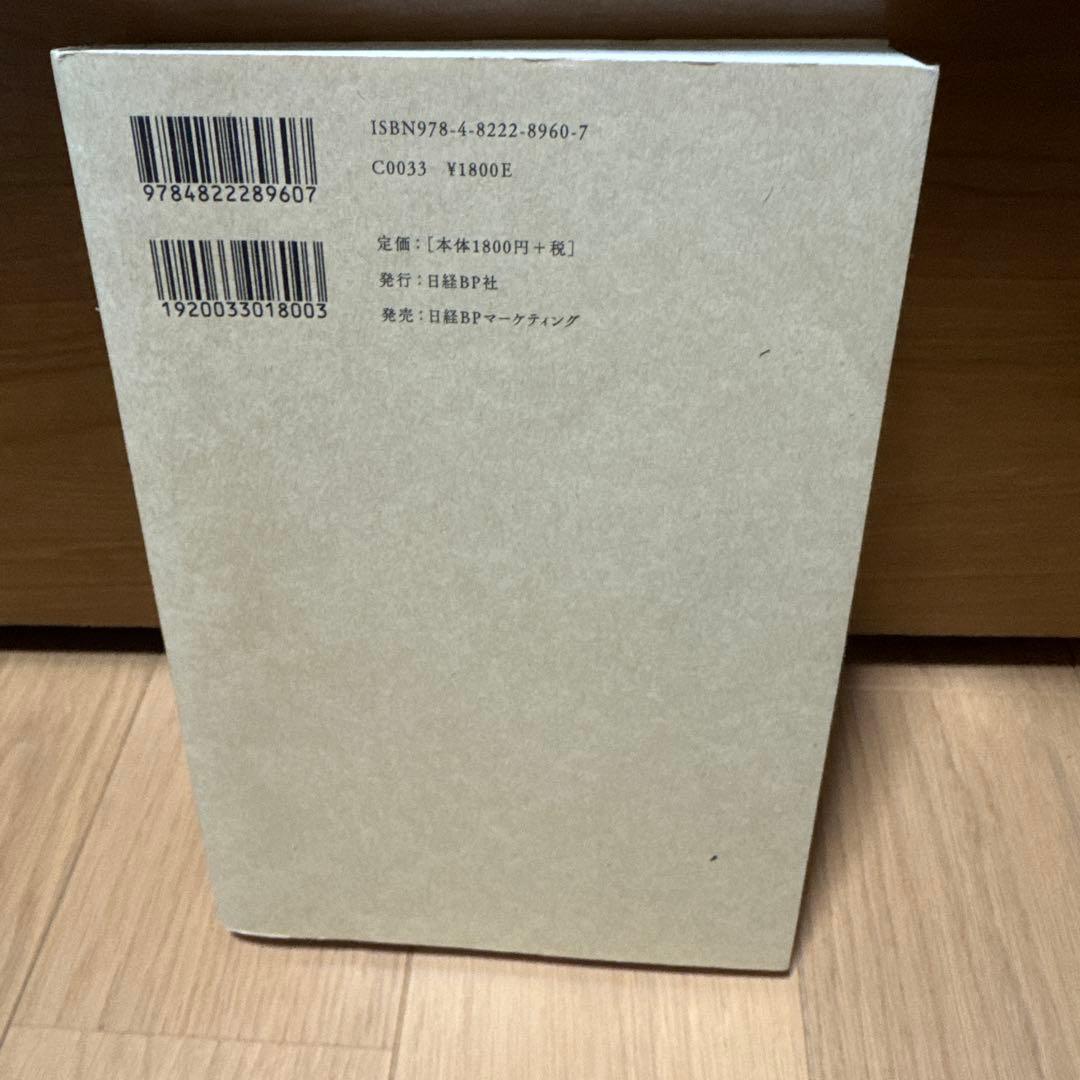 ISBN978-4-8222-8960-7
C0033 ¥1800E
9784822289607
定価：［本体1800円＋税］
発行：日経BP社
1920033018003
発売：日経BPマーケティング